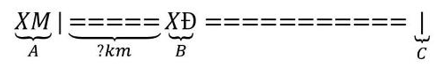 XM | ===== XĐ ============ |
A ?km B C